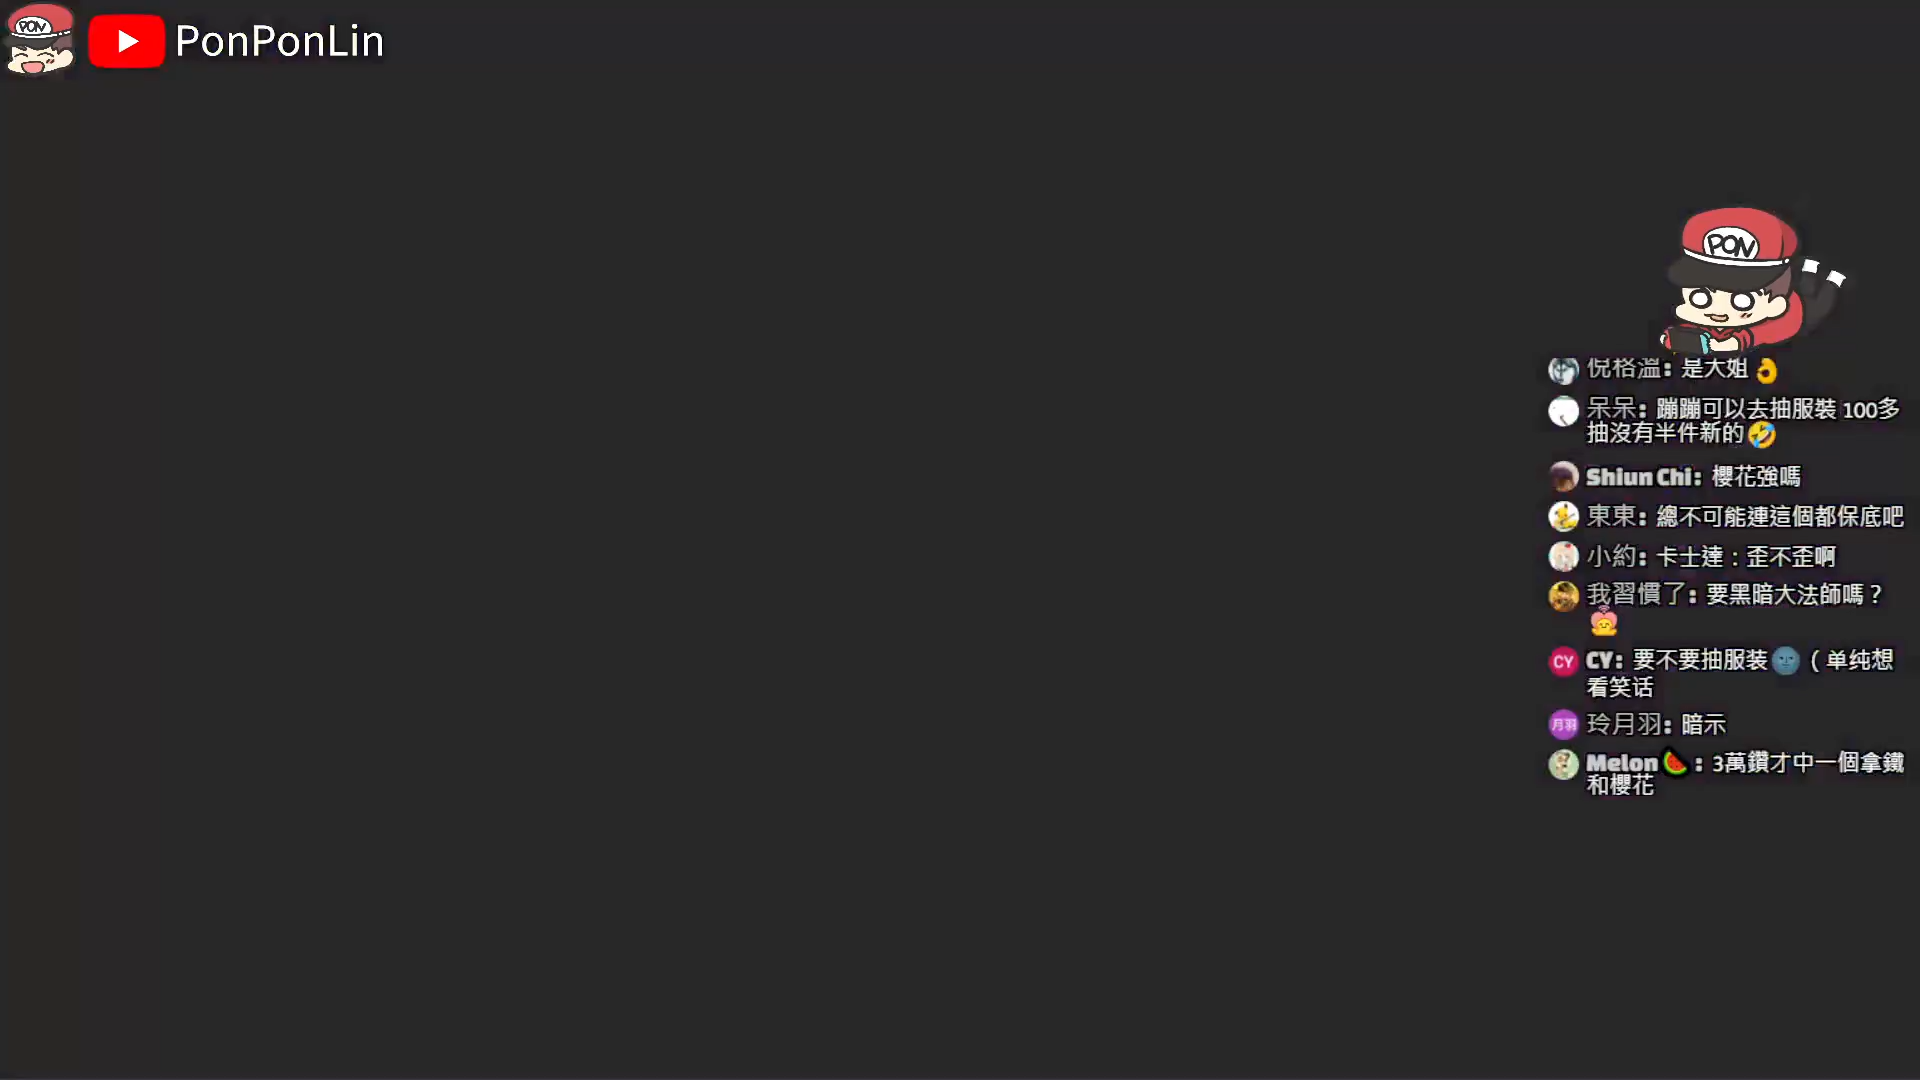 PON
PonPonLin
PON
倪格溫: 是大姐👌
呆呆: 蹦蹦可以去抽服裝 100多
抽沒有半件新的🤣
Shiun Chi: 櫻花強嗎
東東: 總不可能連這個都保底吧
小約: 卡士達：歪不歪啊
我習慣了: 要黑暗大法師嗎？
CY
CY: 要不要抽服装🌚（单纯想
看笑话
月羽
玲月羽: 暗示
Melon🍉: 3萬鑽才中一個拿鐵
和櫻花